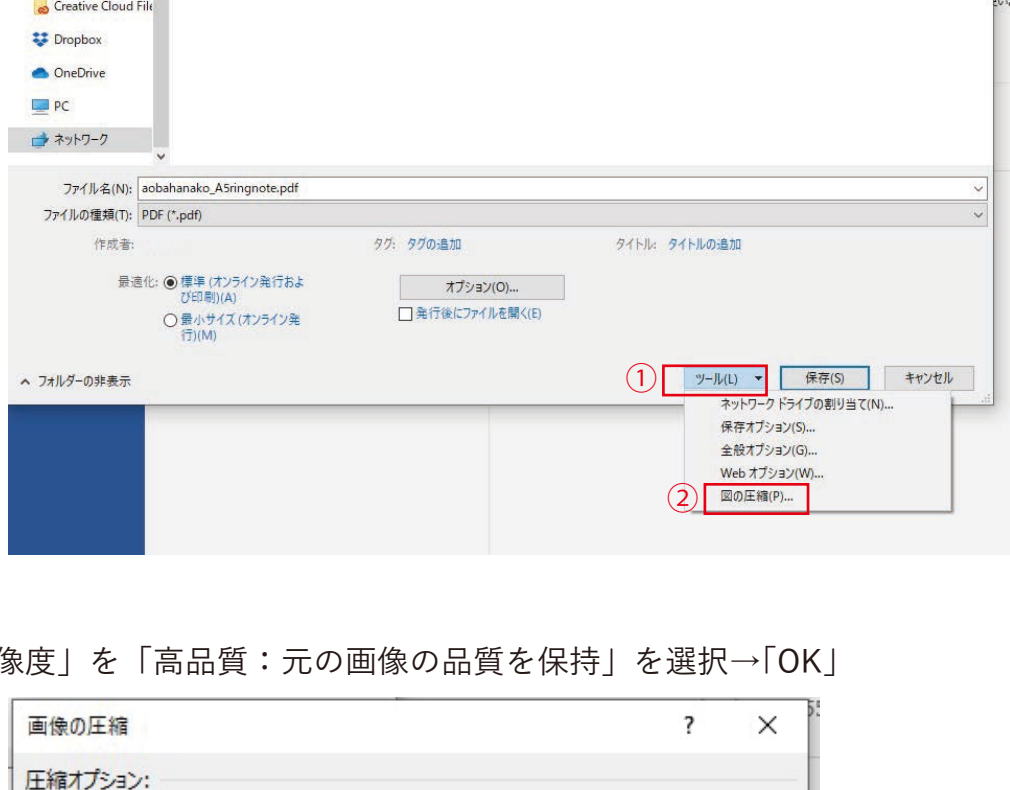 Creative Cloud File
Dropbox
OneDrive
PC
ネットワーク
ファイル名(N): aobahanako_A5ringnote.pdf
ファイルの種類(T): PDF (*.pdf)
作成者:
タグ: タグの追加
タイトル: タイトルの追加
最適化: 標準 (オンライン発行およ
び印刷)(A)
最小サイズ (オンライン発
行)(M)
オプション(O)...
発行後にファイルを開く(E)
フォルダーの非表示
① ツール(L) 保存(S) キャンセル
ネットワーク ドライブの割り当て(N)...
保存オプション(S)...
全般オプション(G)...
Web オプション(W)...
② 図の圧縮(P)...
像度」を「高品質：元の画像の品質を保持」を選択→「OK」
画像の圧縮 ? ×
圧縮オプション: